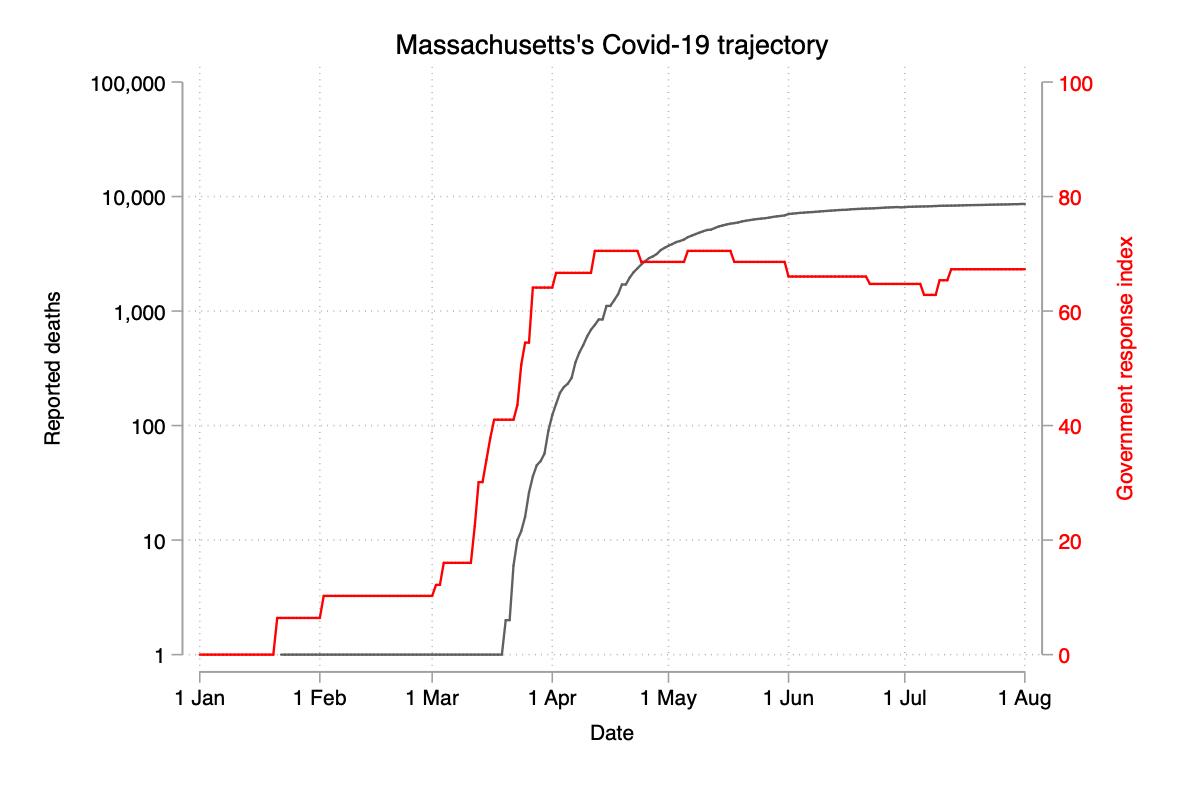 Massachusetts's Covid-19 trajectory
100,000
10,000
1,000
100
10
1
Reported deaths
100
80
60
40
20
0
Government response index
1 Jan 1 Feb 1 Mar 1 Apr 1 May 1 Jun 1 Jul 1 Aug
Date